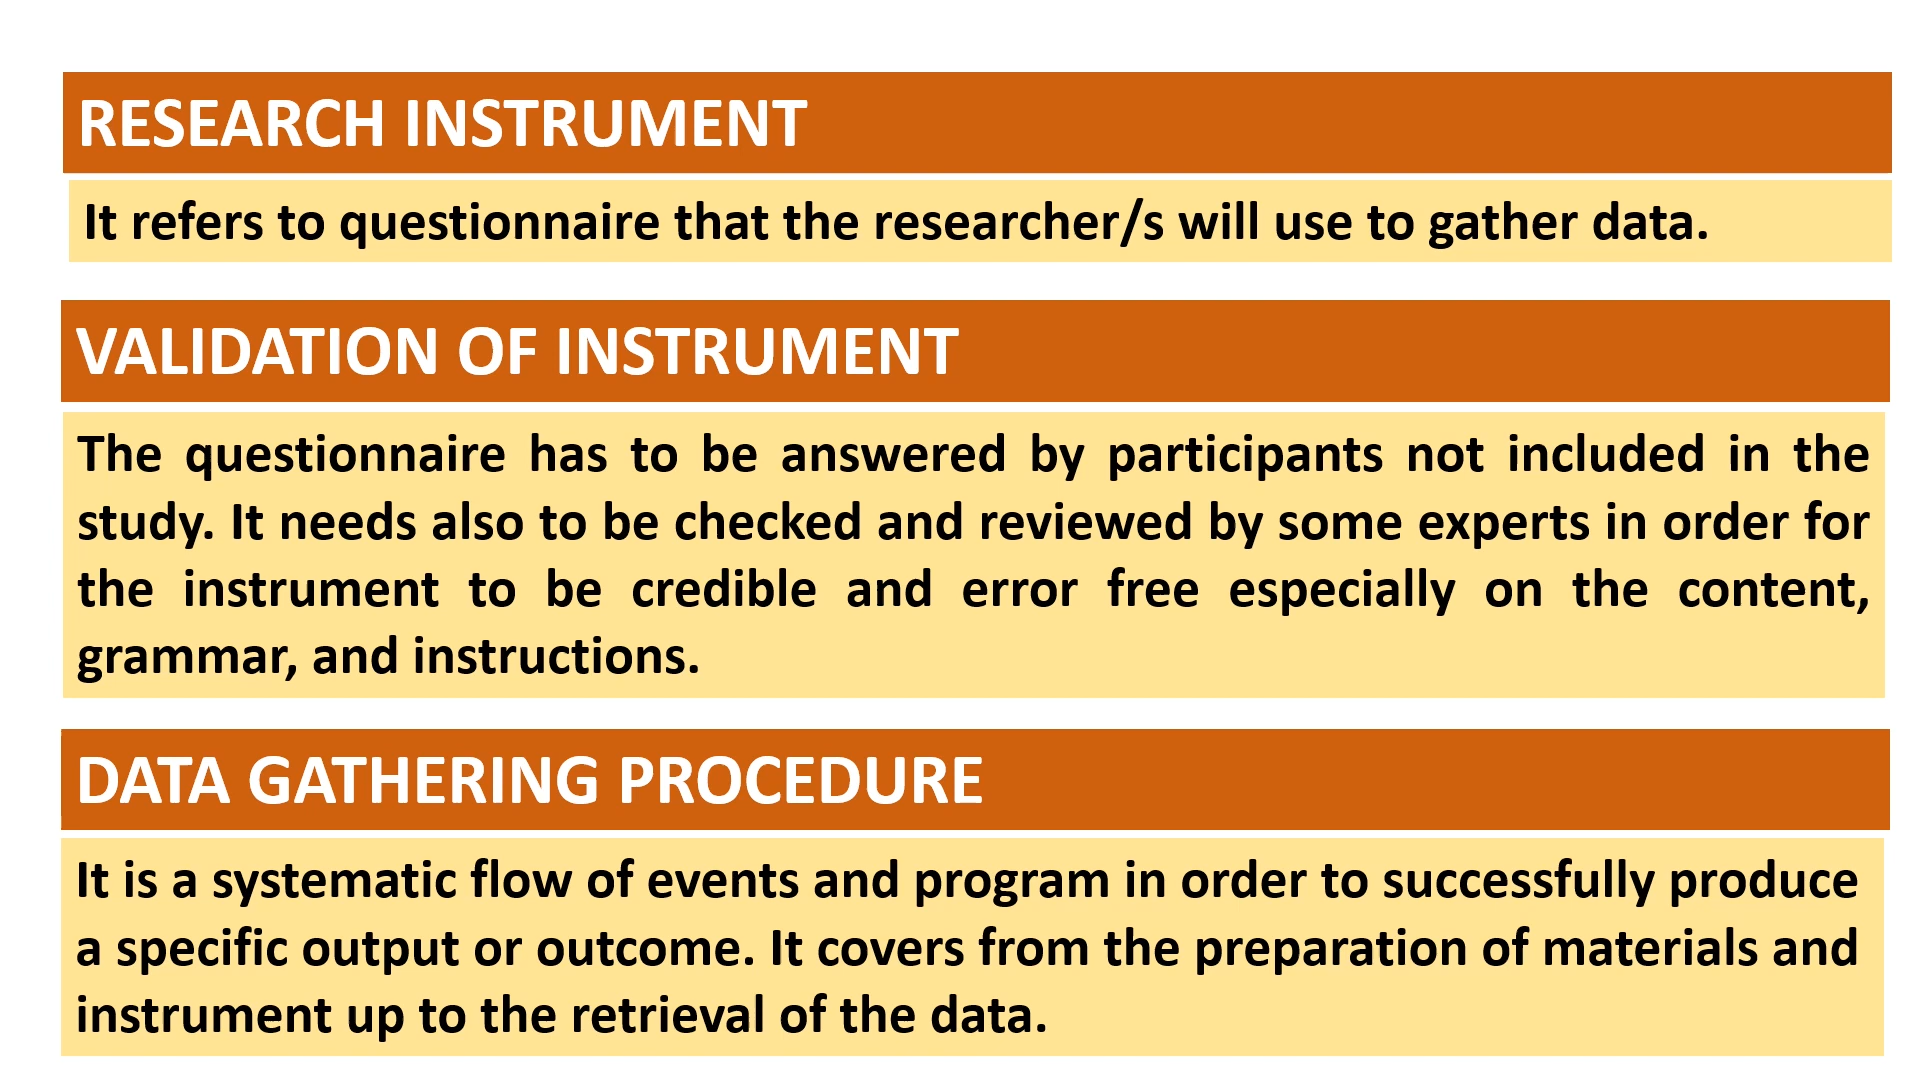 RESEARCH INSTRUMENT
It refers to questionnaire that the researcher/s will use to gather data.
VALIDATION OF INSTRUMENT
The questionnaire has to be answered by participants not included in the
study. It needs also to be checked and reviewed by some experts in order for
the instrument to be credible and error free especially on the content,
grammar, and instructions.
DATA GATHERING PROCEDURE
It is a systematic flow of events and program in order to successfully produce
a specific output or outcome. It covers from the preparation of materials and
instrument up to the retrieval of the data.